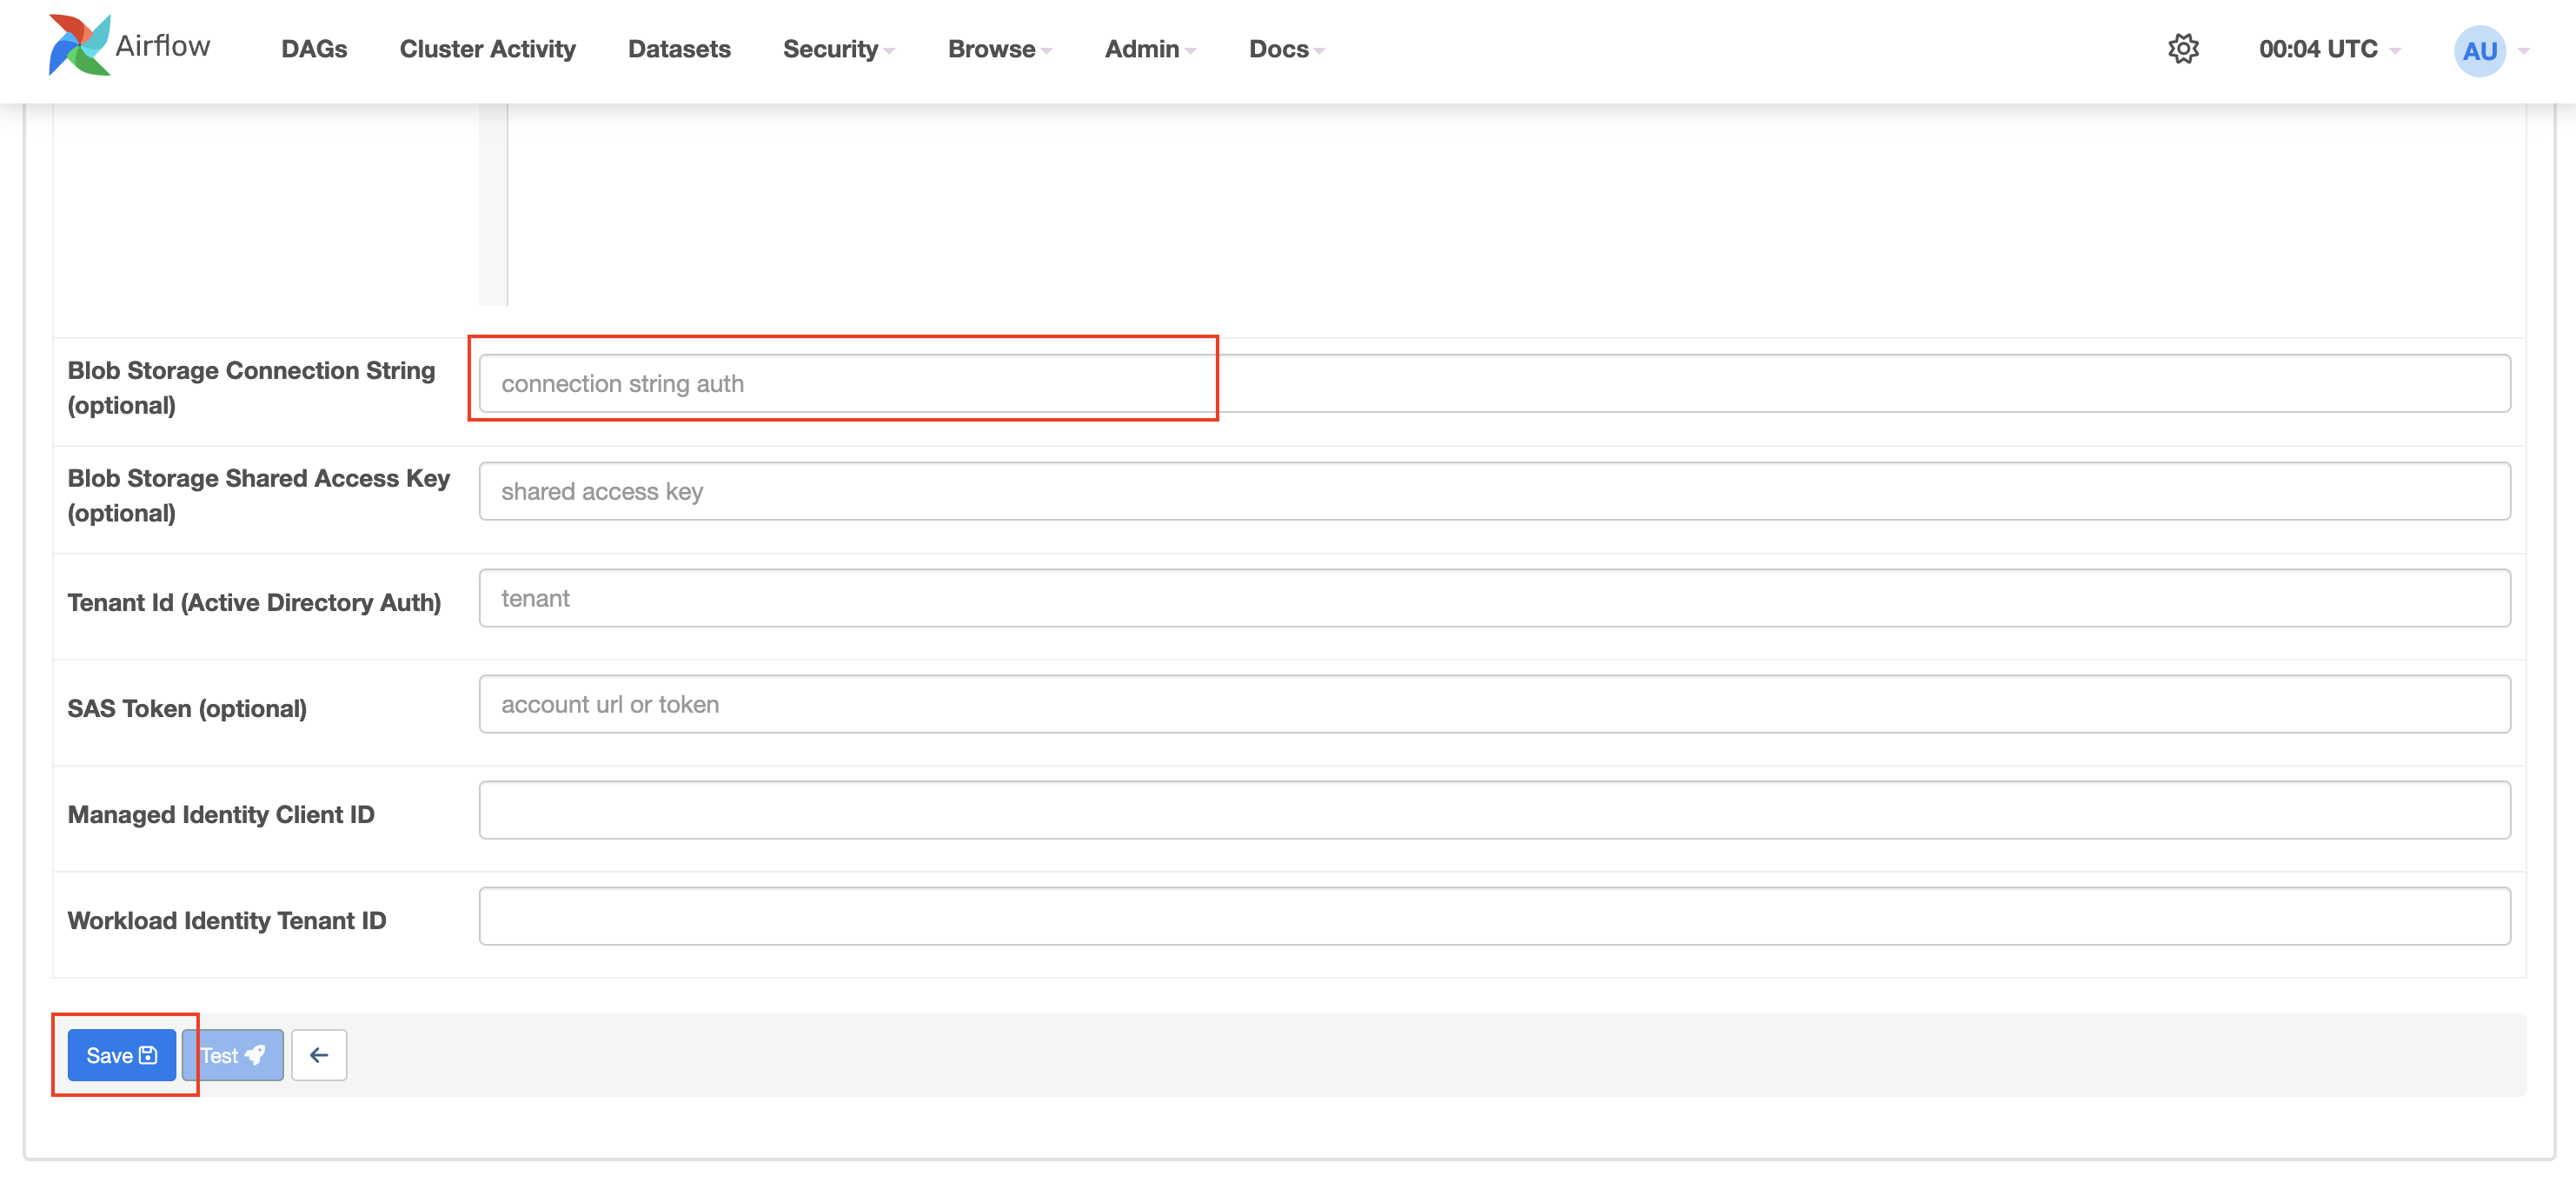 Airflow DAGs Cluster Activity Datasets Security Browse Admin Docs 00:04 UTC AU
Blob Storage Connection String
(optional)
connection string auth
Blob Storage Shared Access Key
(optional)
shared access key
Tenant Id (Active Directory Auth)
tenant
SAS Token (optional)
account url or token
Managed Identity Client ID
Workload Identity Tenant ID
Save Test